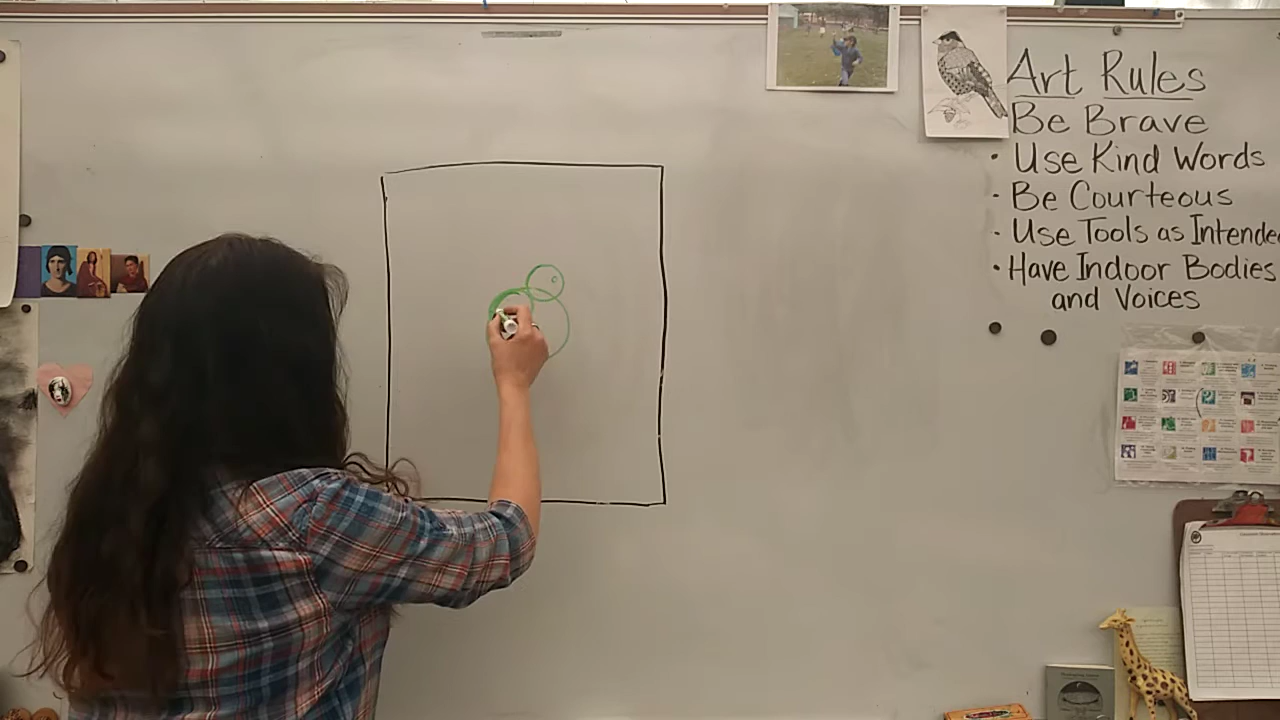 Art Rules
Be Brave
• Use Kind Words
• Be Courteous
• Use Tools as Intended
• Have Indoor Bodies
and Voices